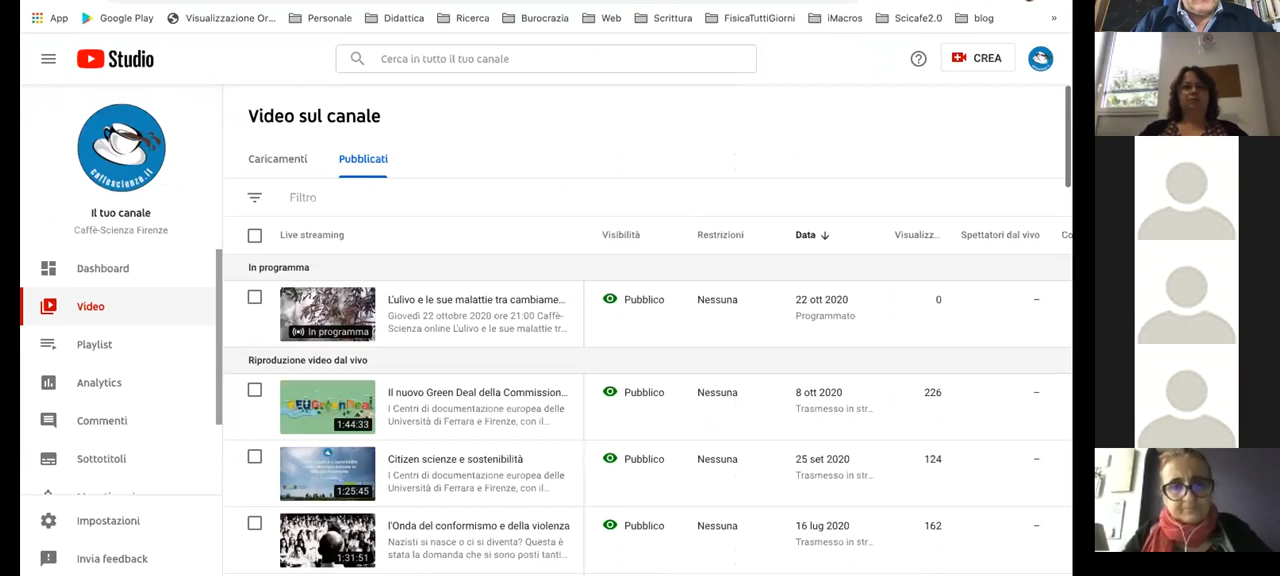 App Google Play Visualizzazione Or... Personale Didattica Ricerca Burocrazia Web Scrittura FisicaTuttiGiorni iMacros Scicafe2.0 blog »
Studio
Cerca in tutto il tuo canale
CREA
caffescienza.it
Il tuo canale
Caffè-Scienza Firenze
Dashboard
Video
Playlist
Analytics
Commenti
Sottotitoli
Impostazioni
Invia feedback
Video sul canale
Caricamenti Pubblicati
Filtro
Live streaming Visibilità Restrizioni Data Visualizz... Spettatori dal vivo Co
In programma
L'ulivo e le sue malattie tra cambiame... Pubblico Nessuna 22 ott 2020 0 –
Giovedì 22 ottobre 2020 ore 21:00 Caffè- Programmato
Scienza online L'ulivo e le sue malattie tr...
In programma
Riproduzione video dal vivo
Il nuovo Green Deal della Commission... Pubblico Nessuna 8 ott 2020 226 –
I Centri di documentazione europea delle Trasmesso in str...
Università di Ferrara e Firenze, con il...
#EUGreenDeal
1:44:33
Citizen scienze e sostenibilità Pubblico Nessuna 25 set 2020 124 –
I Centri di documentazione europea delle Trasmesso in str...
Università di Ferrara e Firenze, con il...
1:25:45
l'Onda del conformismo e della violenza Pubblico Nessuna 16 lug 2020 162 –
Nazisti si nasce o ci si diventa? Questa è Trasmesso in str...
stata la domanda che si sono posti tanti...
1:31:51